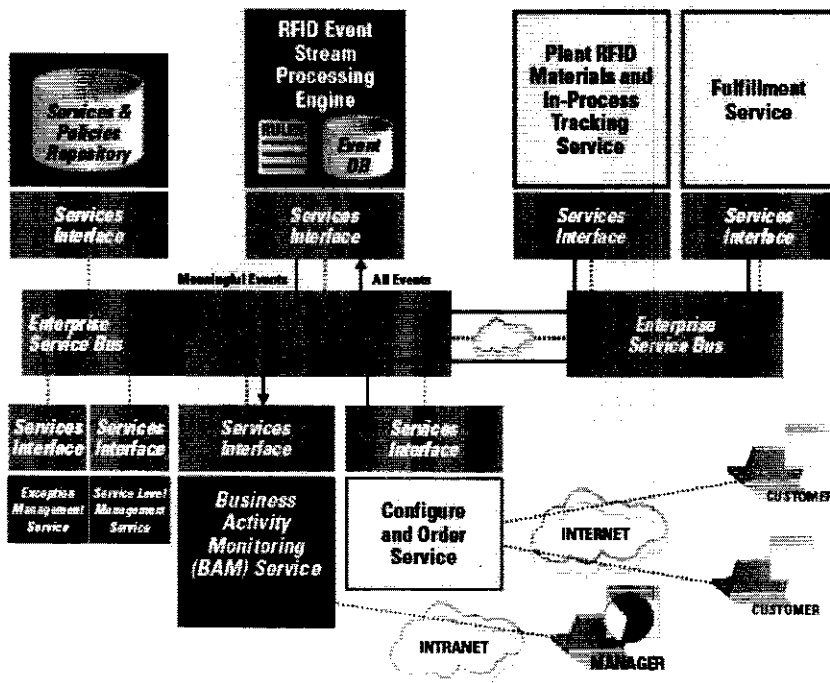 Services &
Policies
Repository
RFID Event
Stream
Processing
Engine
RULES
Event
DB
Plant RFID
Materials and
In-Process
Tracking
Service
Fulfillment
Service
Services
Interface
Services
Interface
Services
Interface
Services
Interface
Meaningful Events
All Events
Enterprise
Service Bus
Enterprise
Service Bus
Services
Interface
Services
Interface
Services
Interface
Services
Interface
Exception
Management
Service
Service Level
Management
Service
Business
Activity
Monitoring
(BAM) Service
Configure
and Order
Service
INTERNET
CUSTOMER
CUSTOMER
INTRANET
MANAGER